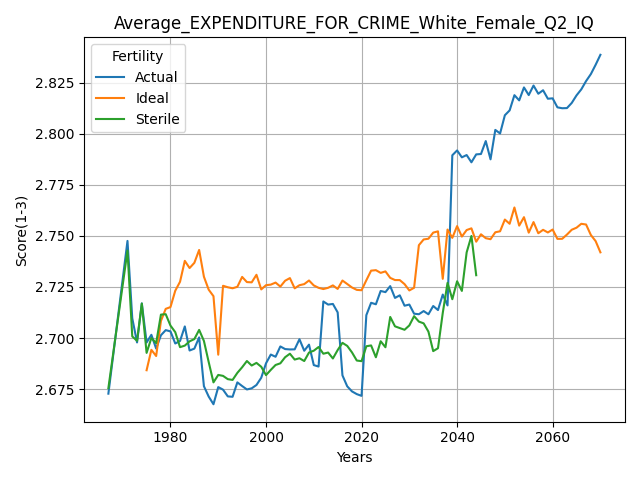 Average_EXPENDITURE_FOR_CRIME_White_Female_Q2_IQ
Fertility
Actual
Ideal
Sterile
Score(1-3)
2.825
2.800
2.775
2.750
2.725
2.700
2.675
1980 2000 2020 2040 2060
Years